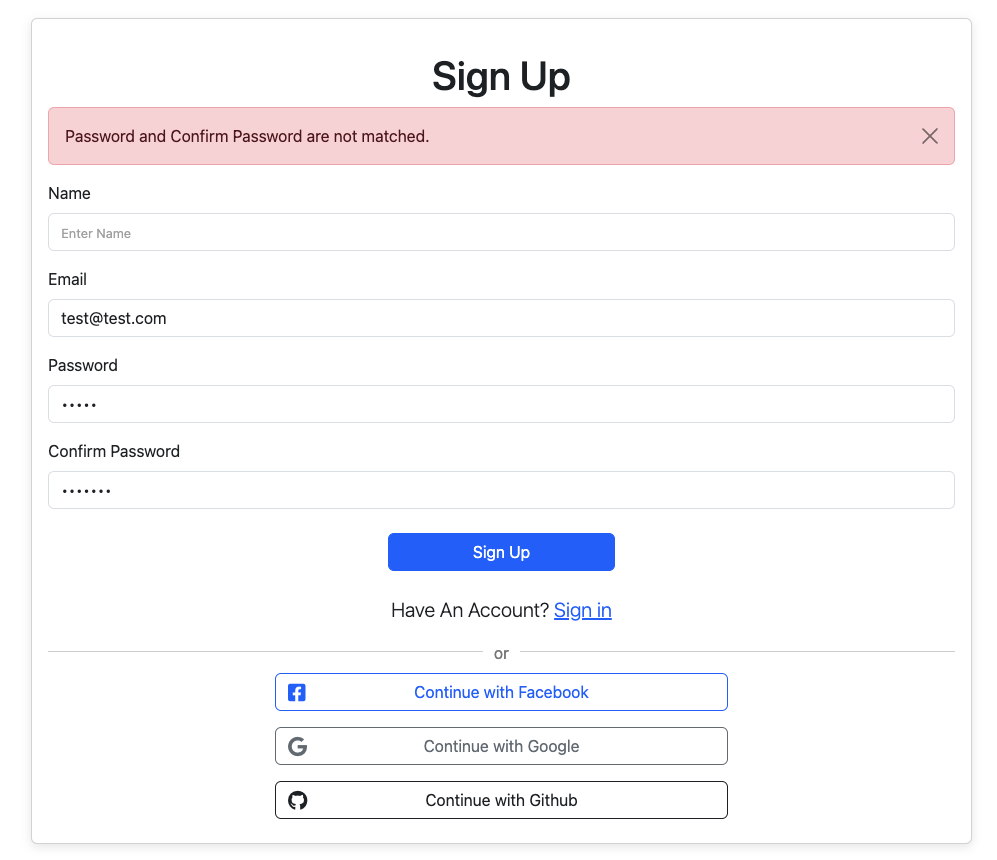 Sign Up
Password and Confirm Password are not matched.
Name
Enter Name
Email
test@test.com
Password
•••••
Confirm Password
•••••••
Sign Up
Have An Account? Sign in
or
Continue with Facebook
Continue with Google
Continue with Github